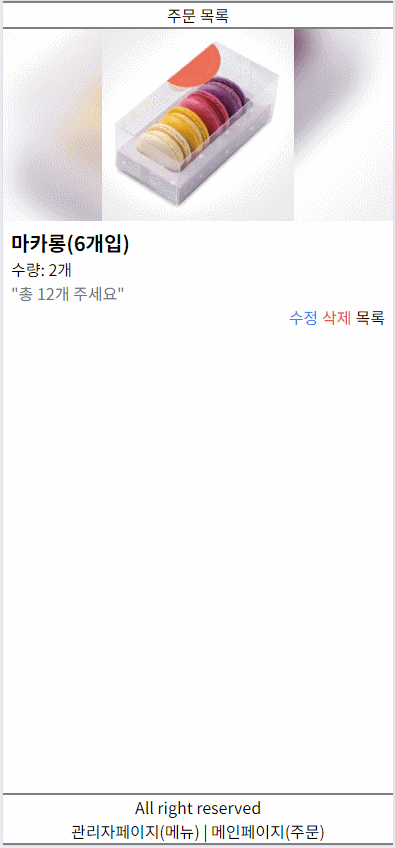 주문 목록
마카롱(6개입)
수량: 2개
"총 12개 주세요"
수정 삭제 목록
All right reserved
관리자페이지(메뉴) | 메인페이지(주문)